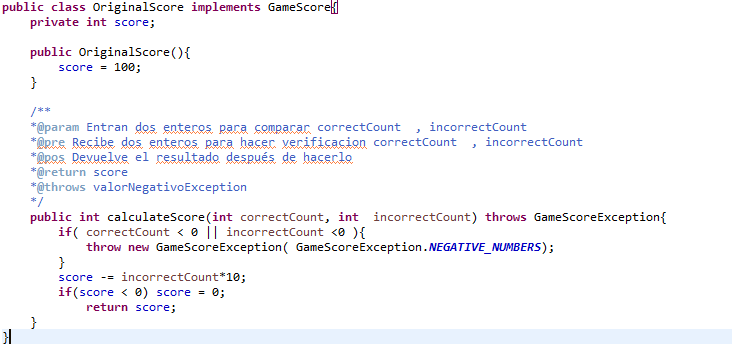 public class OriginalScore implements GameScore{
    private int score;

    public OriginalScore(){
        score = 100;
    }

    /**
    *@param Entran dos enteros para comparar correctCount  , incorrectCount
    *@pre Recibe dos enteros para hacer verificacion correctCount  , incorrectCount
    *@pos Devuelve el resultado después de hacerlo
    *@return score
    *@throws valorNegativoException
    */
    public int calculateScore(int correctCount, int  incorrectCount) throws GameScoreException{
        if( correctCount < 0 || incorrectCount <0 ){
            throw new GameScoreException( GameScoreException.NEGATIVE_NUMBERS);
        }
        score -= incorrectCount*10;
        if(score < 0) score = 0;
            return score;
    }
}